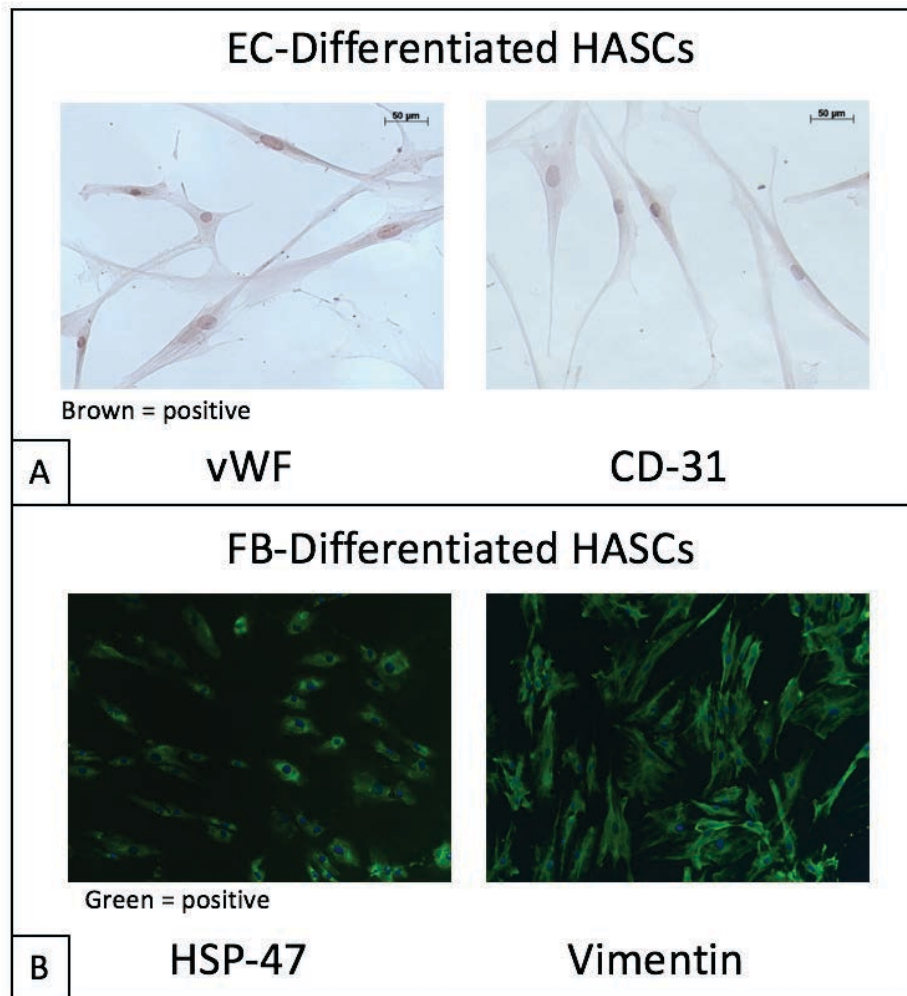 EC-Differentiated HASCs
50 µm
50 µm
Brown = positive
A
vWF
CD-31
FB-Differentiated HASCs
Green = positive
B
HSP-47
Vimentin